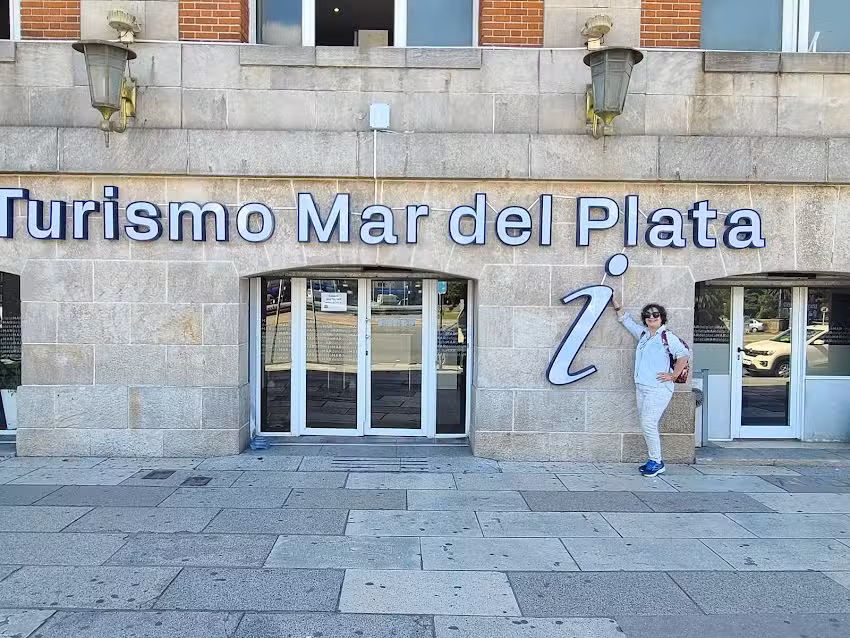 Turismo Mar del Plata
i